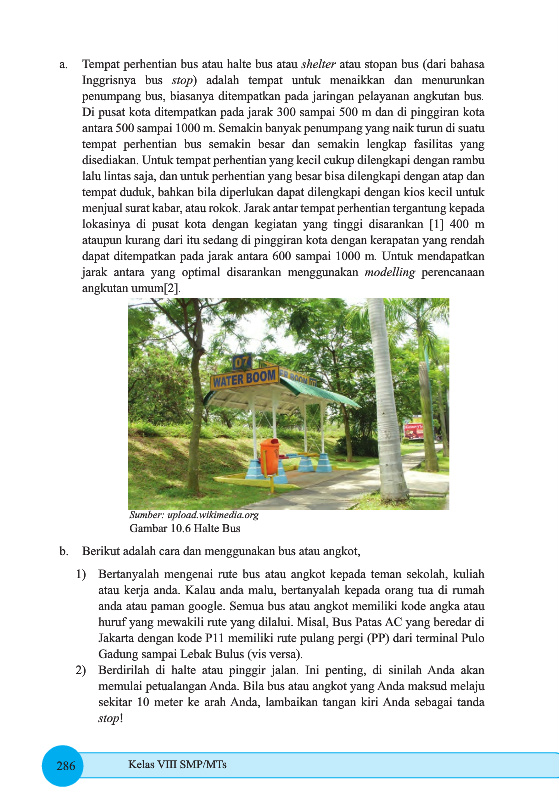 a. Tempat perhentian bus atau halte bus atau shelter atau stopan bus (dari bahasa
Inggrisnya bus stop) adalah tempat untuk menaikkan dan menurunkan
penumpang bus, biasanya ditempatkan pada jaringan pelayanan angkutan bus.
Di pusat kota ditempatkan pada jarak 300 sampai 500 m dan di pinggiran kota
antara 500 sampai 1000 m. Semakin banyak penumpang yang naik turun di suatu
tempat perhentian bus semakin besar dan semakin lengkap fasilitas yang
disediakan. Untuk tempat perhentian yang kecil cukup dilengkapi dengan rambu
lalu lintas saja, dan untuk perhentian yang besar bisa dilengkapi dengan atap dan
tempat duduk, bahkan bila diperlukan dapat dilengkapi dengan kios kecil untuk
menjual surat kabar, atau rokok. Jarak antar tempat perhentian tergantung kepada
lokasinya di pusat kota dengan kegiatan yang tinggi disarankan [1] 400 m
ataupun kurang dari itu sedang di pinggiran kota dengan kerapatan yang rendah
dapat ditempatkan pada jarak antara 600 sampai 1000 m. Untuk mendapatkan
jarak antara yang optimal disarankan menggunakan modelling perencanaan
angkutan umum[2].
07
WATER BOOM
Sumber: upload.wikimedia.org
Gambar 10.6 Halte Bus
b. Berikut adalah cara dan menggunakan bus atau angkot,
1) Bertanyalah mengenai rute bus atau angkot kepada teman sekolah, kuliah
atau kerja anda. Kalau anda malu, bertanyalah kepada orang tua di rumah
anda atau paman google. Semua bus atau angkot memiliki kode angka atau
huruf yang mewakili rute yang dilalui. Misal, Bus Patas AC yang beredar di
Jakarta dengan kode P11 memiliki rute pulang pergi (PP) dari terminal Pulo
Gadung sampai Lebak Bulus (vis versa).
2) Berdirilah di halte atau pinggir jalan. Ini penting, di sinilah Anda akan
memulai petualangan Anda. Bila bus atau angkot yang Anda maksud melaju
sekitar 10 meter ke arah Anda, lambaikan tangan kiri Anda sebagai tanda
stop!
286
Kelas VIII SMP/MTs